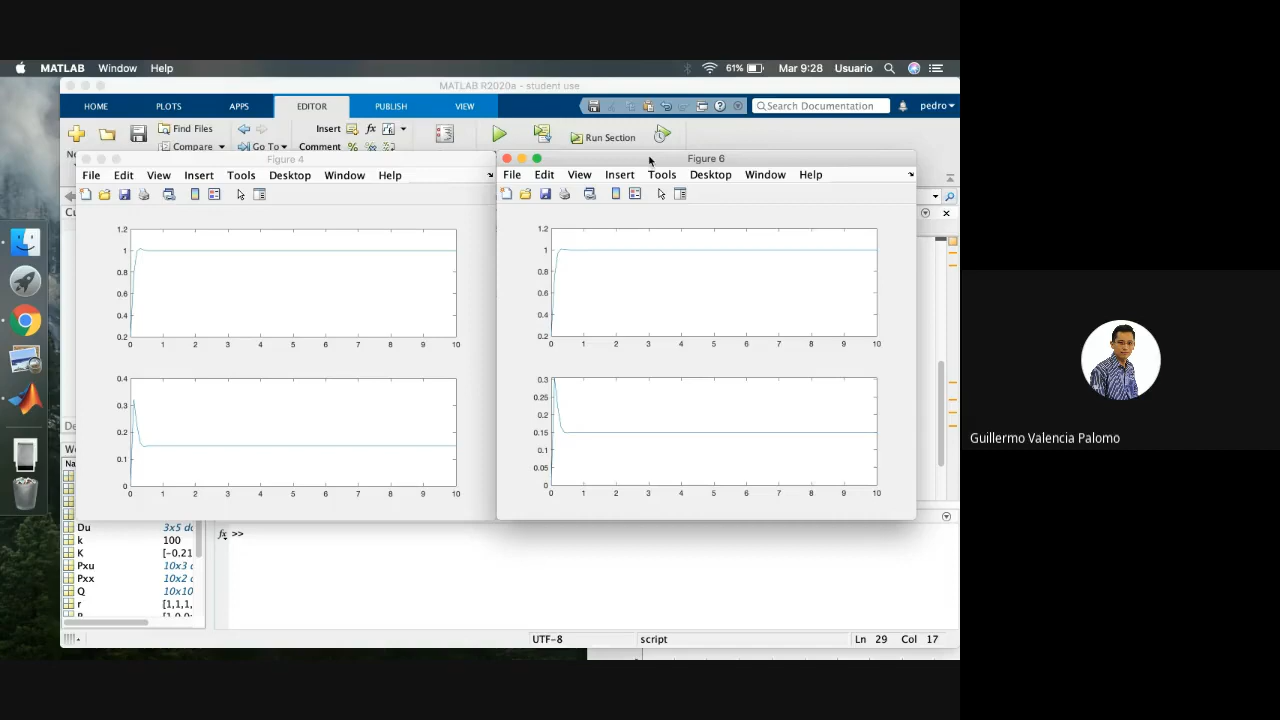 MATLAB Window Help 61% Mar 9:28 Usuario
MATLAB R2020a - student use
HOME PLOTS APPS EDITOR PUBLISH VIEW Search Documentation pedro
Find Files Insert fx
Compare Go To Comment % Run Section
Figure 4
File Edit View Insert Tools Desktop Window Help
1.2
1
0.8
0.6
0.4
0.2
0 1 2 3 4 5 6 7 8 9 10
0.4
0.3
0.2
0.1
0
0 1 2 3 4 5 6 7 8 9 10
Figure 6
File Edit View Insert Tools Desktop Window Help
1.2
1
0.8
0.6
0.4
0.2
0 1 2 3 4 5 6 7 8 9 10
0.3
0.25
0.2
0.15
0.1
0.05
0
0 1 2 3 4 5 6 7 8 9 10
Du 3x5 dc
k 100
K [-0.21
Pxu 10x3
Pxx 10x2
Q 10x10
r [1,1,1,
fx >>
UTF-8 script Ln 29 Col 17
Guillermo Valencia Palomo